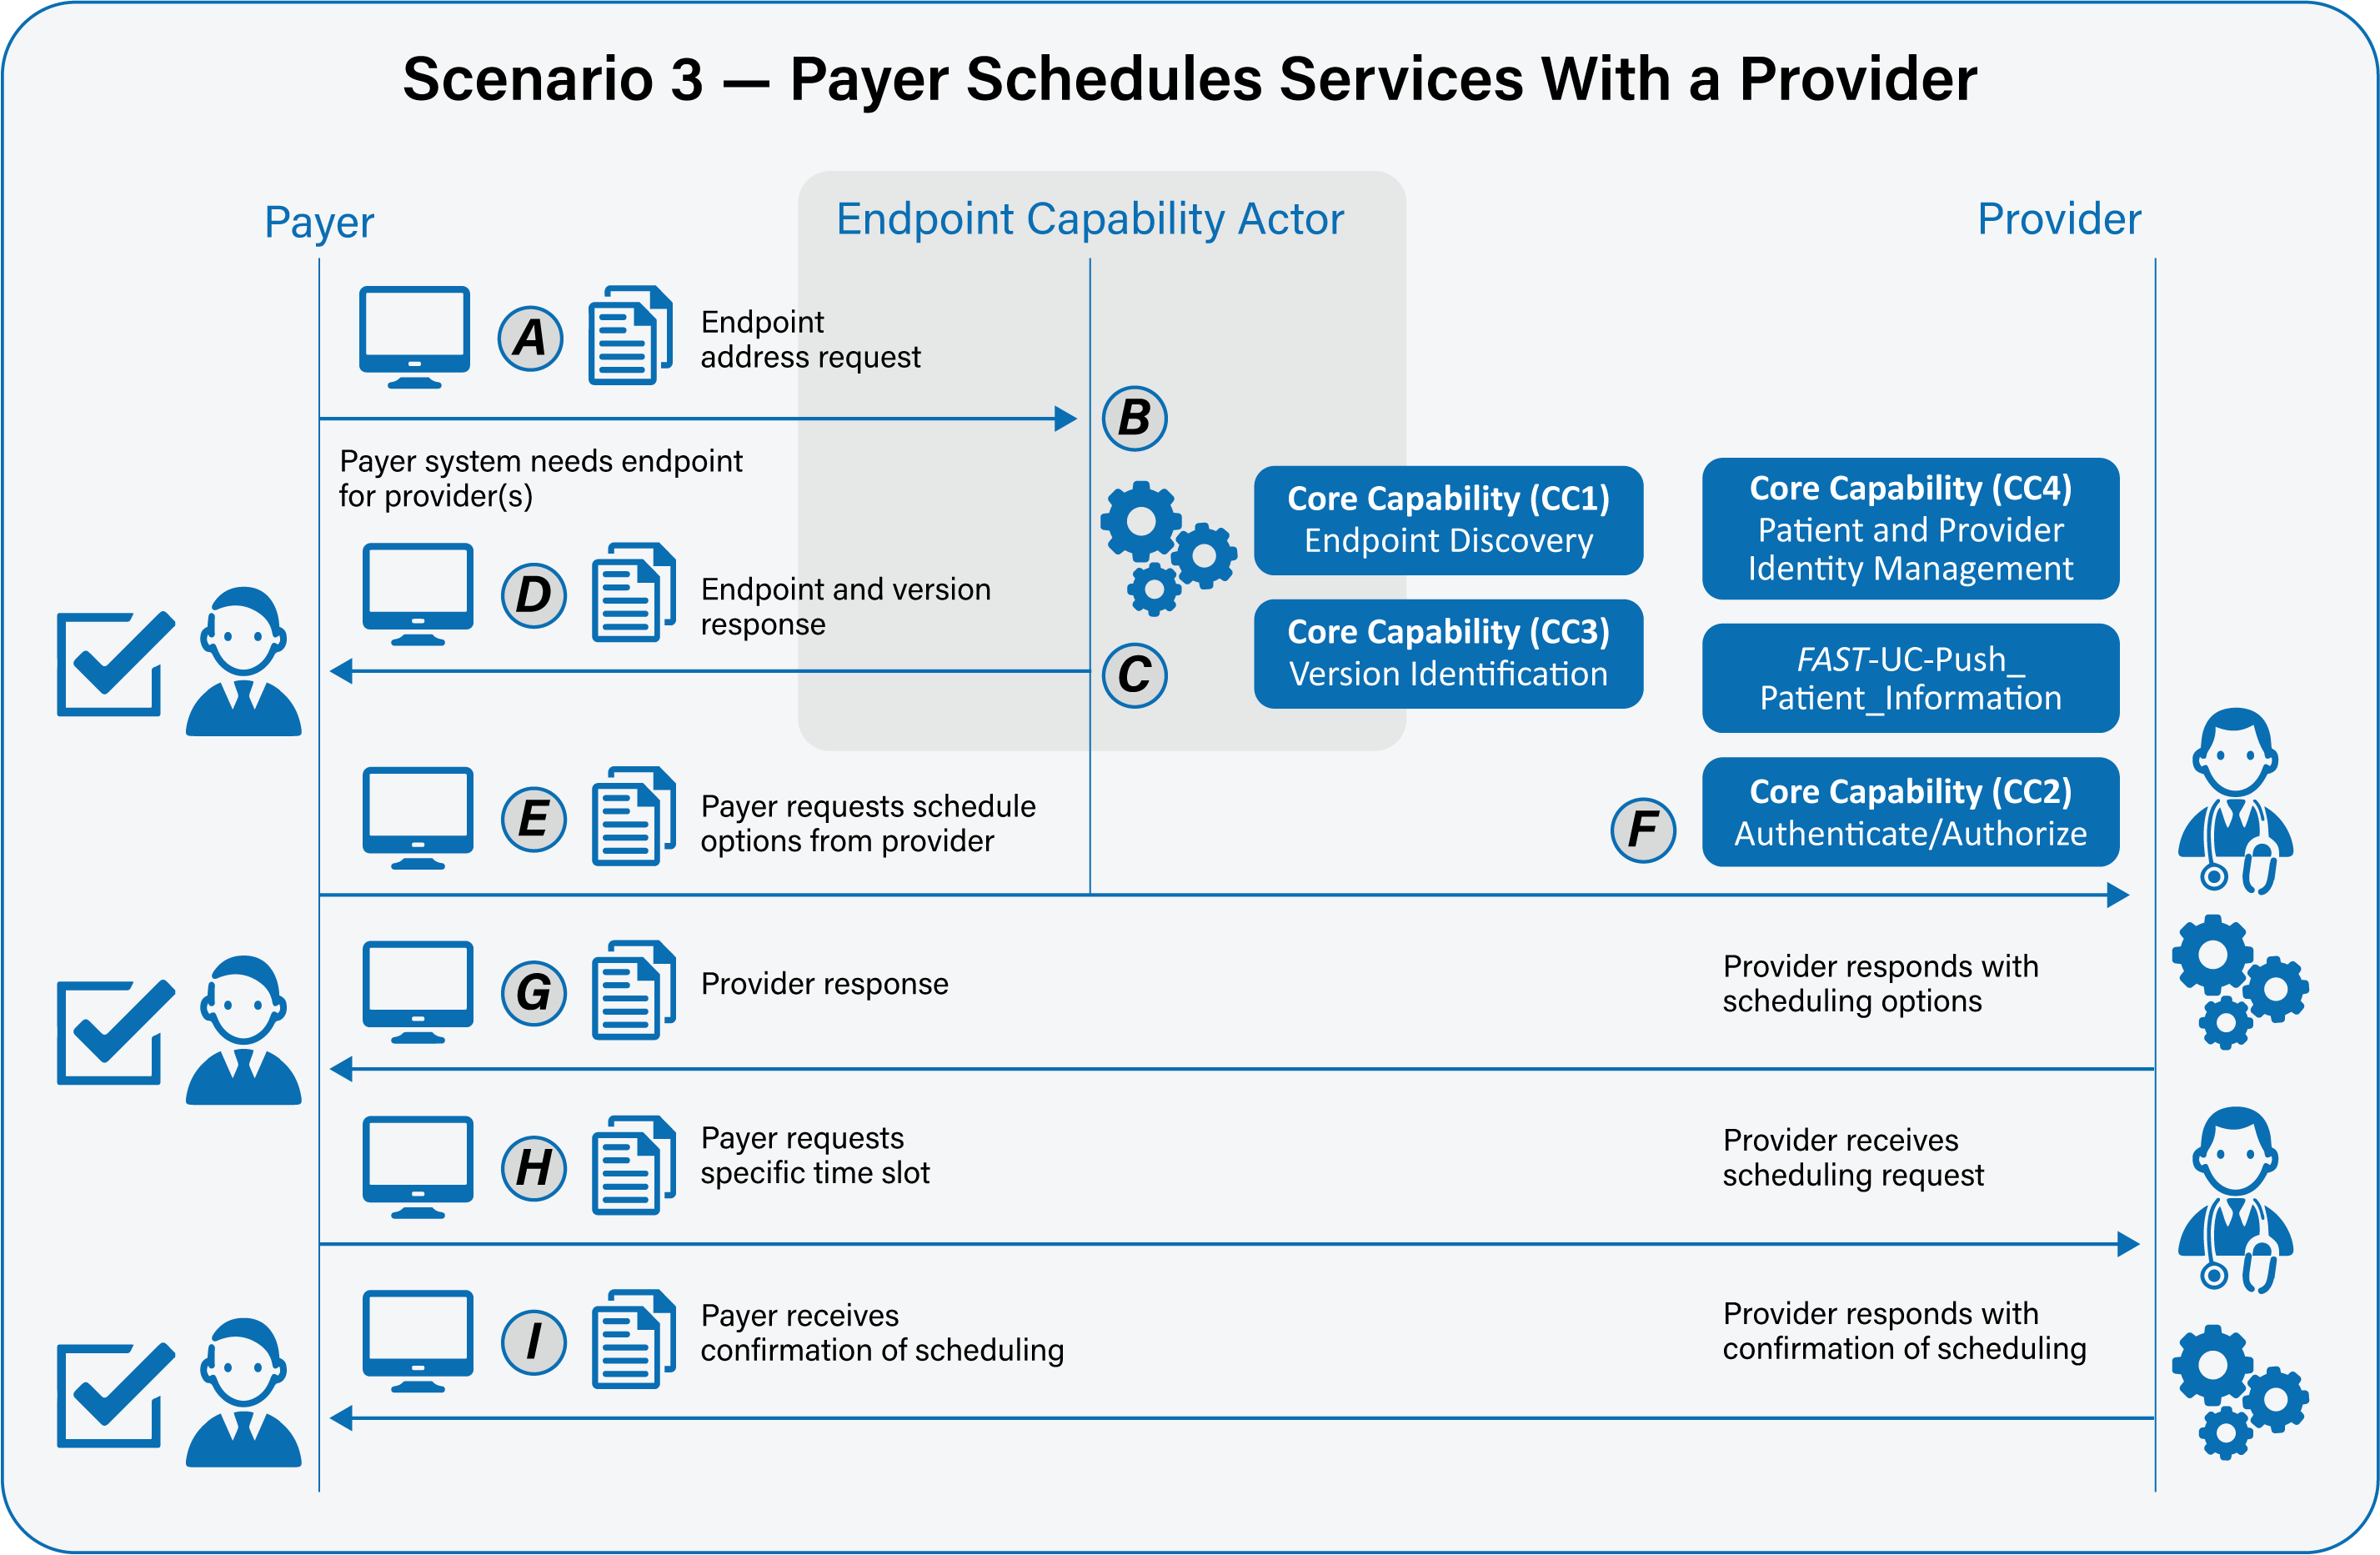 Scenario 3 — Payer Schedules Services With a Provider
Payer
Endpoint Capability Actor
Provider
A
Endpoint
address request
B
Payer system needs endpoint
for provider(s)
Core Capability (CC1)
Endpoint Discovery
Core Capability (CC4)
Patient and Provider
Identity Management
D
Endpoint and version
response
C
Core Capability (CC3)
Version Identification
FAST-UC-Push_
Patient_Information
E
Payer requests schedule
options from provider
F
Core Capability (CC2)
Authenticate/Authorize
G
Provider response
Provider responds with
scheduling options
H
Payer requests
specific time slot
Provider receives
scheduling request
I
Payer receives
confirmation of scheduling
Provider responds with
confirmation of scheduling